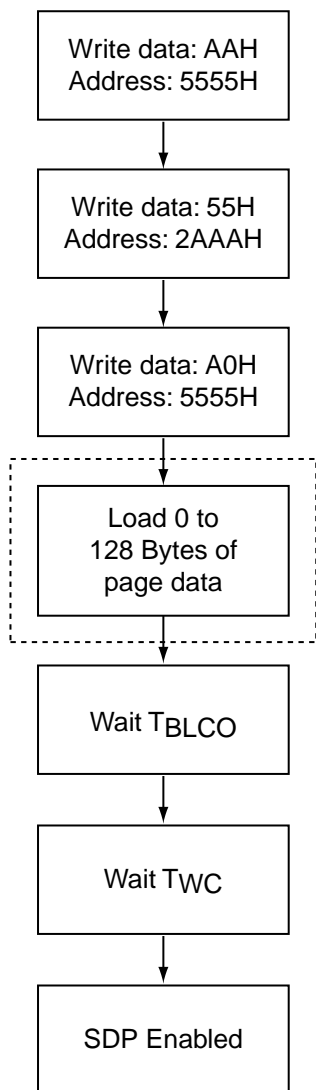 Write data: AAH
Address: 5555H
Write data: 55H
Address: 2AAAH
Write data: A0H
Address: 5555H
Load 0 to
128 Bytes of
page data
Wait TBLCO
Wait TWC
SDP Enabled